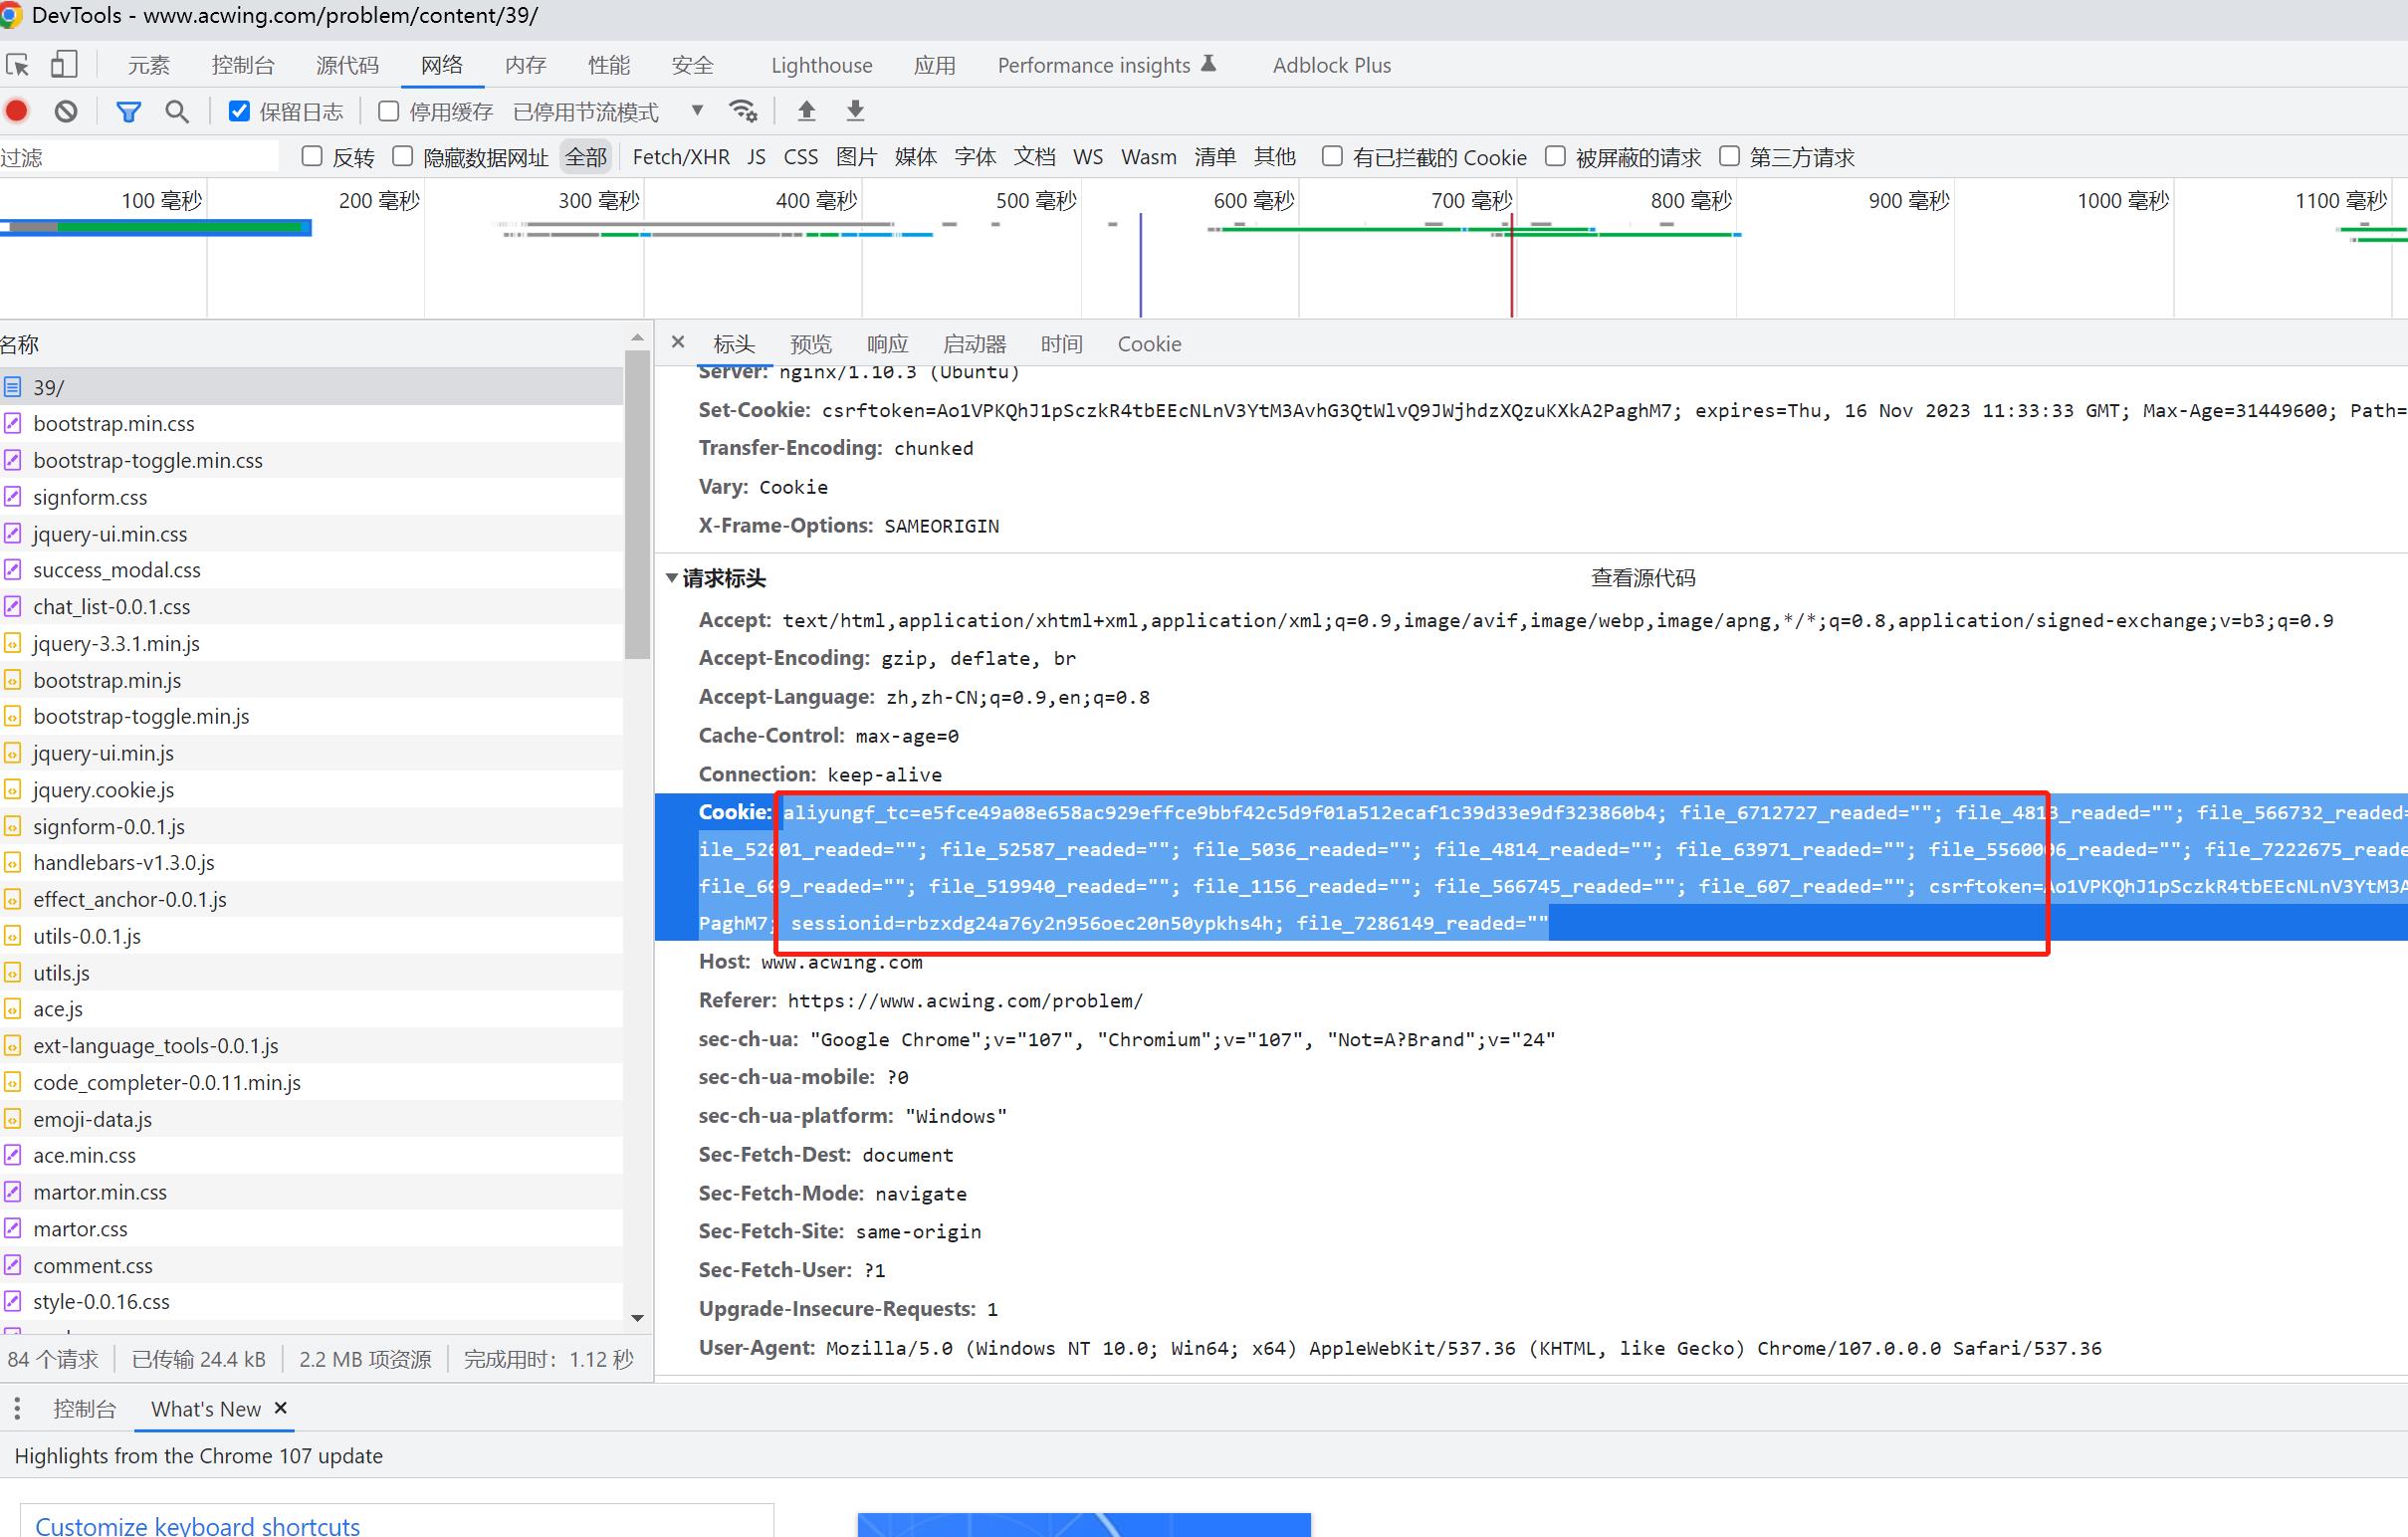 DevTools - www.acwing.com/problem/content/39/
元素 控制台 源代码 网络 内存 性能 安全 Lighthouse 应用 Performance insights Adblock Plus
保留日志 停用缓存 已停用节流模式
过滤 反转 隐藏数据网址 全部 Fetch/XHR JS CSS 图片 媒体 字体 文档 WS Wasm 清单 其他 有已拦截的 Cookie 被屏蔽的请求 第三方请求
100 毫秒 200 毫秒 300 毫秒 400 毫秒 500 毫秒 600 毫秒 700 毫秒 800 毫秒 900 毫秒 1000 毫秒 1100 毫秒
名称
39/
bootstrap.min.css
bootstrap-toggle.min.css
signform.css
jquery-ui.min.css
success_modal.css
chat_list-0.0.1.css
jquery-3.3.1.min.js
bootstrap.min.js
bootstrap-toggle.min.js
jquery-ui.min.js
jquery.cookie.js
signform-0.0.1.js
handlebars-v1.3.0.js
effect_anchor-0.0.1.js
utils-0.0.1.js
utils.js
ace.js
ext-language_tools-0.0.1.js
code_completer-0.0.11.min.js
emoji-data.js
ace.min.css
martor.min.css
martor.css
comment.css
style-0.0.16.css
84 个请求 已传输 24.4 kB 2.2 MB 项资源 完成用时：1.12 秒
× 标头 预览 响应 启动器 时间 Cookie
Server: nginx/1.10.3 (Ubuntu)
Set-Cookie: csrftoken=Ao1VPKQhJ1pSczkR4tbEEcNLnV3YtM3AvhG3QtWlvQ9JWjhdzXQzuKXkA2PaghM7; expires=Thu, 16 Nov 2023 11:33:33 GMT; Max-Age=31449600; Path=
Transfer-Encoding: chunked
Vary: Cookie
X-Frame-Options: SAMEORIGIN
请求标头 查看源代码
Accept: text/html,application/xhtml+xml,application/xml;q=0.9,image/avif,image/webp,image/apng,*/*;q=0.8,application/signed-exchange;v=b3;q=0.9
Accept-Encoding: gzip, deflate, br
Accept-Language: zh,zh-CN;q=0.9,en;q=0.8
Cache-Control: max-age=0
Connection: keep-alive
Cookie: aliyungf_tc=e5fce49a08e658ac929effce9bbf42c5d9f01a512ecaf1c39d33e9df323860b4; file_6712727_readed=""; file_4813_readed=""; file_566732_readed=
ile_52601_readed=""; file_52587_readed=""; file_5036_readed=""; file_4814_readed=""; file_63971_readed=""; file_5560006_readed=""; file_7222675_reade
file_609_readed=""; file_519940_readed=""; file_1156_readed=""; file_566745_readed=""; file_607_readed=""; csrftoken=Ao1VPKQhJ1pSczkR4tbEEcNLnV3YtM3A
PaghM7; sessionid=rbzxdg24a76y2n956oec20n50ypkhs4h; file_7286149_readed=""
Host: www.acwing.com
Referer: https://www.acwing.com/problem/
sec-ch-ua: "Google Chrome";v="107", "Chromium";v="107", "Not=A?Brand";v="24"
sec-ch-ua-mobile: ?0
sec-ch-ua-platform: "Windows"
Sec-Fetch-Dest: document
Sec-Fetch-Mode: navigate
Sec-Fetch-Site: same-origin
Sec-Fetch-User: ?1
Upgrade-Insecure-Requests: 1
User-Agent: Mozilla/5.0 (Windows NT 10.0; Win64; x64) AppleWebKit/537.36 (KHTML, like Gecko) Chrome/107.0.0.0 Safari/537.36
控制台 What's New ×
Highlights from the Chrome 107 update
Customize keyboard shortcuts